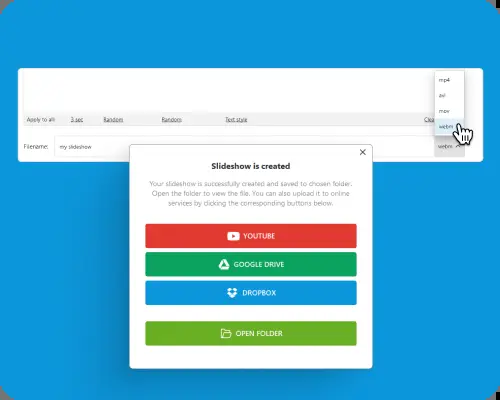 mp4
avi
mov
webm
Apply to all: 3 sec Random Random Text style Clea
Filename: my slideshow webm
Slideshow is created
Your slideshow is successfully created and saved to chosen folder.
Open the folder to view the file. You can also upload it to online
services by clicking the corresponding buttons below.
YOUTUBE
GOOGLE DRIVE
DROPBOX
OPEN FOLDER